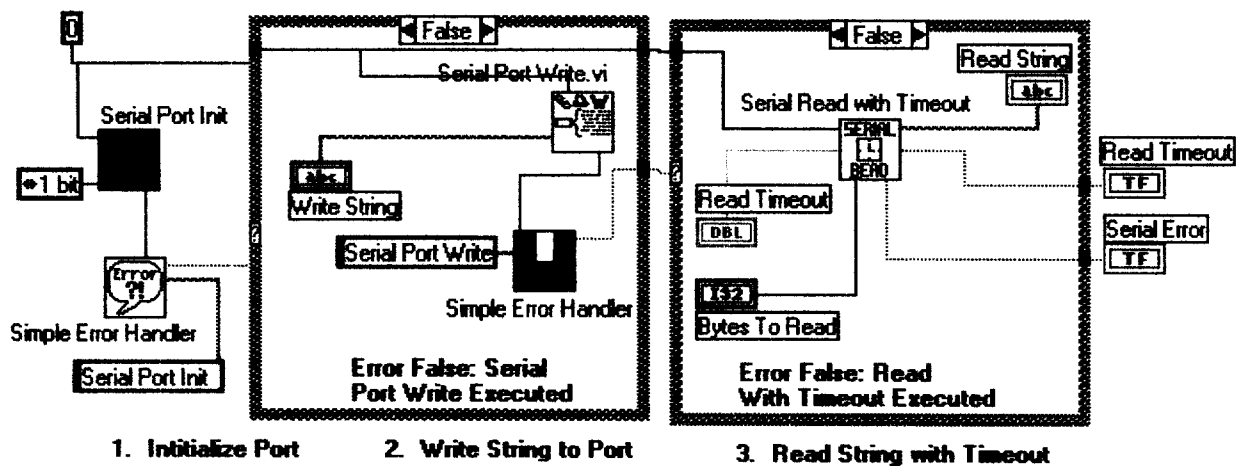 0
Serial Port Init
1 bit
Error
?!
Simple Error Handler
Serial Port Init
False
Serial Port Write.vi
abc
Write String
Serial Port Write
Simple Error Handler
Error False: Serial
Port Write Executed
False
Read String
abc
Serial Read with Timeout
SERIAL
READ
Read Timeout
DBL
I32
Bytes To Read
Error False: Read
With Timeout Executed
Read Timeout
TF
Serial Error
TF
1. Intitialize Port
2. Write String to Port
3. Read String with Timeout